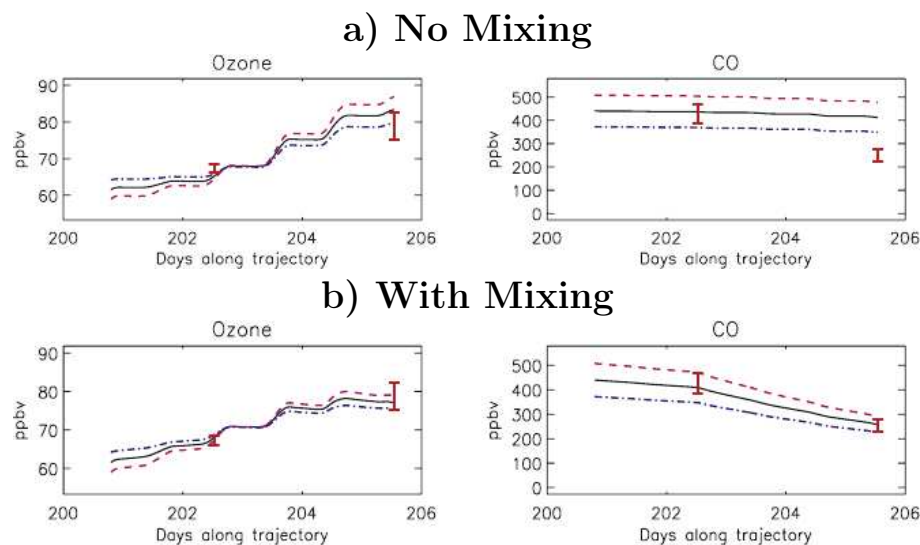 a) No Mixing
Ozone
90
80
70
60
ppbv
200 202 204 206
Days along trajectory
CO
500
400
300
200
100
0
ppbv
200 202 204 206
Days along trajectory
b) With Mixing
Ozone
90
80
70
60
ppbv
200 202 204 206
Days along trajectory
CO
500
400
300
200
100
0
ppbv
200 202 204 206
Days along trajectory